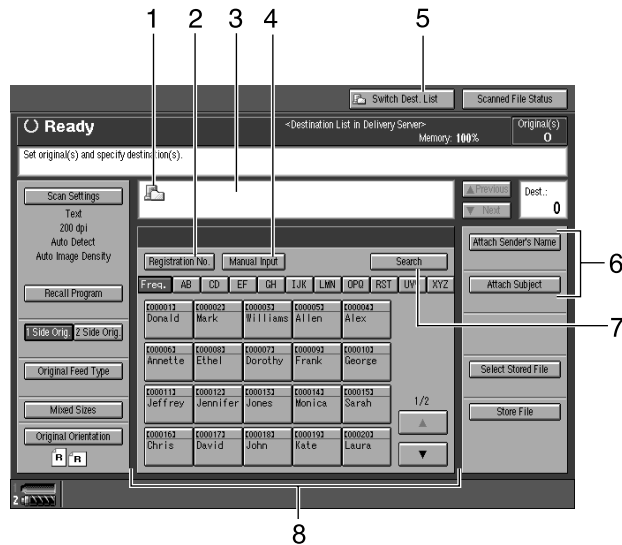 1 2 3 4 5
Switch Dest. List Scanned File Status
Ready <Destination List in Delivery Server> Original(s)
Memory: 100% 0
Set original(s) and specify destination(s).
Scan Settings
Text
200 dpi
Auto Detect
Auto Image Density
Recall Program
1 Side Orig. 2 Side Orig.
Original Feed Type
Mixed Sizes
Original Orientation
R R
2
▲Previous Dest.:
▼ Next 0
Registration No. Manual Input Search
Freq. AB CD EF GH IJK LMN OPQ RST UVW XYZ
[00001] [00002] [00003] [00005] [00004]
Donald Mark Williams Allen Alex
[00006] [00008] [00007] [00009] [00010]
Annette Ethel Dorothy Frank George
[00011] [00012] [00013] [00014] [00015]
Jeffrey Jennifer Jones Monica Sarah
[00016] [00017] [00018] [00019] [00020]
Chris David John Kate Laura
1/2
▲
▼
Attach Sender's Name
Attach Subject
Select Stored File
Store File
6
7
8